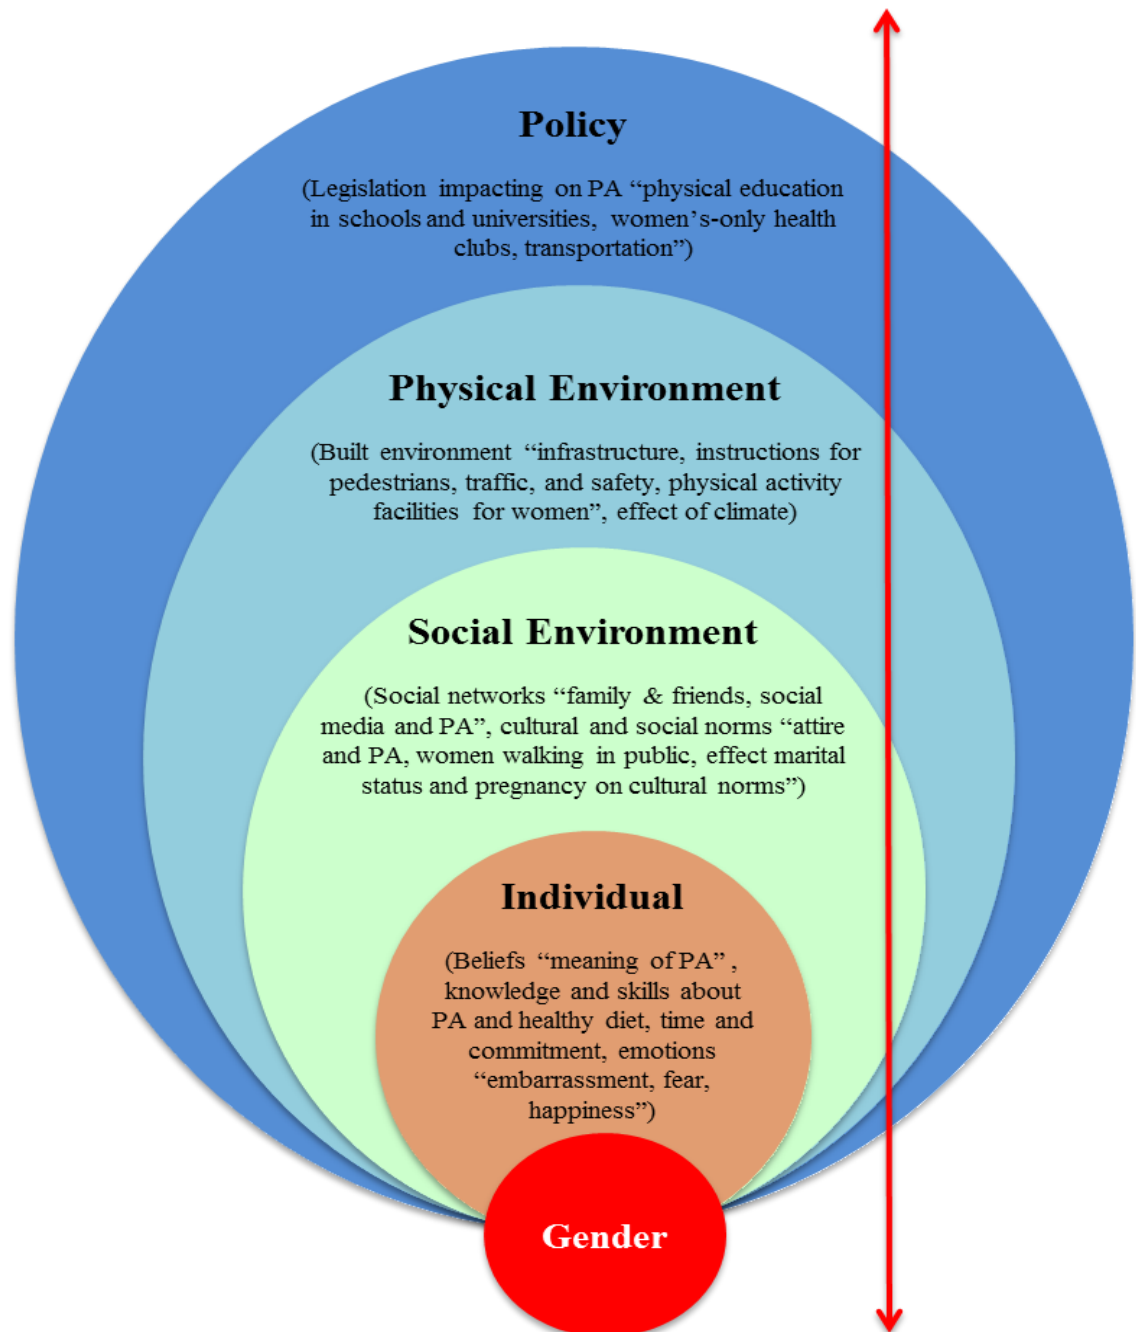 Policy
(Legislation impacting on PA “physical education
in schools and universities, women’s-only health
clubs, transportation”)
Physical Environment
(Built environment “infrastructure, instructions for
pedestrians, traffic, and safety, physical activity
facilities for women”, effect of climate)
Social Environment
(Social networks “family & friends, social
media and PA”, cultural and social norms “attire
and PA, women walking in public, effect marital
status and pregnancy on cultural norms”)
Individual
(Beliefs “meaning of PA” ,
knowledge and skills about
PA and healthy diet, time and
commitment, emotions
“embarrassment, fear,
happiness”)
Gender